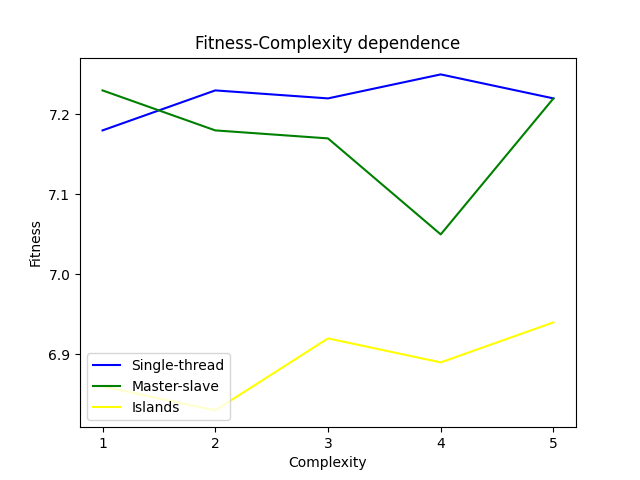 Fitness-Complexity dependence
Fitness
7.2
7.1
7.0
6.9
Single-thread
Master-slave
Islands
1 2 3 4 5
Complexity